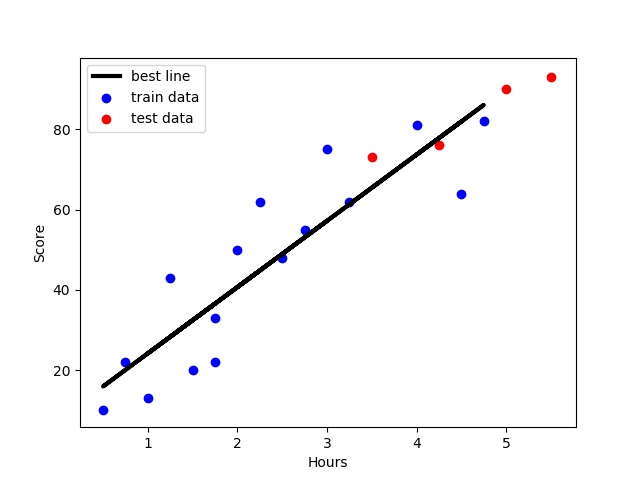 best line
train data
test data
80
60
40
20
Score
1 2 3 4 5
Hours